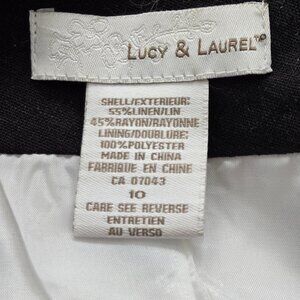 LUCY & LAUREL™
SHELL/EXTERIEUR:
55%LINEN/LIN
45%RAYON/RAYONNE
LINING/DOUBLURE:
100%POLYESTER
MADE IN CHINA
FABRIQUE EN CHINE
CA 07043
10
CARE SEE REVERSE
ENTRETIEN
AU VERSO